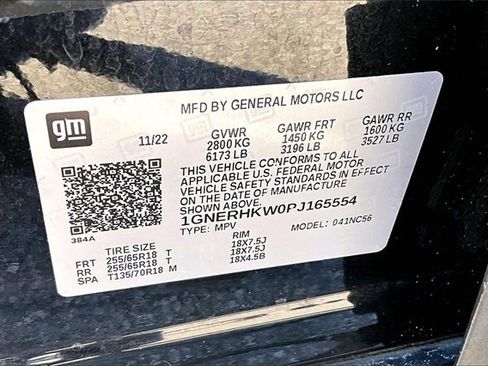 gm
MFD BY GENERAL MOTORS LLC
11/22 GVWR GAWR FRT GAWR RR
2800 KG 1450 KG 1600 KG
6173 LB 3196 LB 3527 LB
THIS VEHICLE CONFORMS TO ALL
APPLICABLE U.S. FEDERAL MOTOR
VEHICLE SAFETY STANDARDS IN EFFECT
ON THE DATE OF MANUFACTURE
SHOWN ABOVE.
1GNERHKW0PJ165554
TYPE: MPV MODEL: 041NC56
384A
TIRE SIZE RIM
FRT 255/65R18 T 18X7.5J
RR 255/65R18 T 18X7.5J
SPA T135/70R18 M 18X4.5B